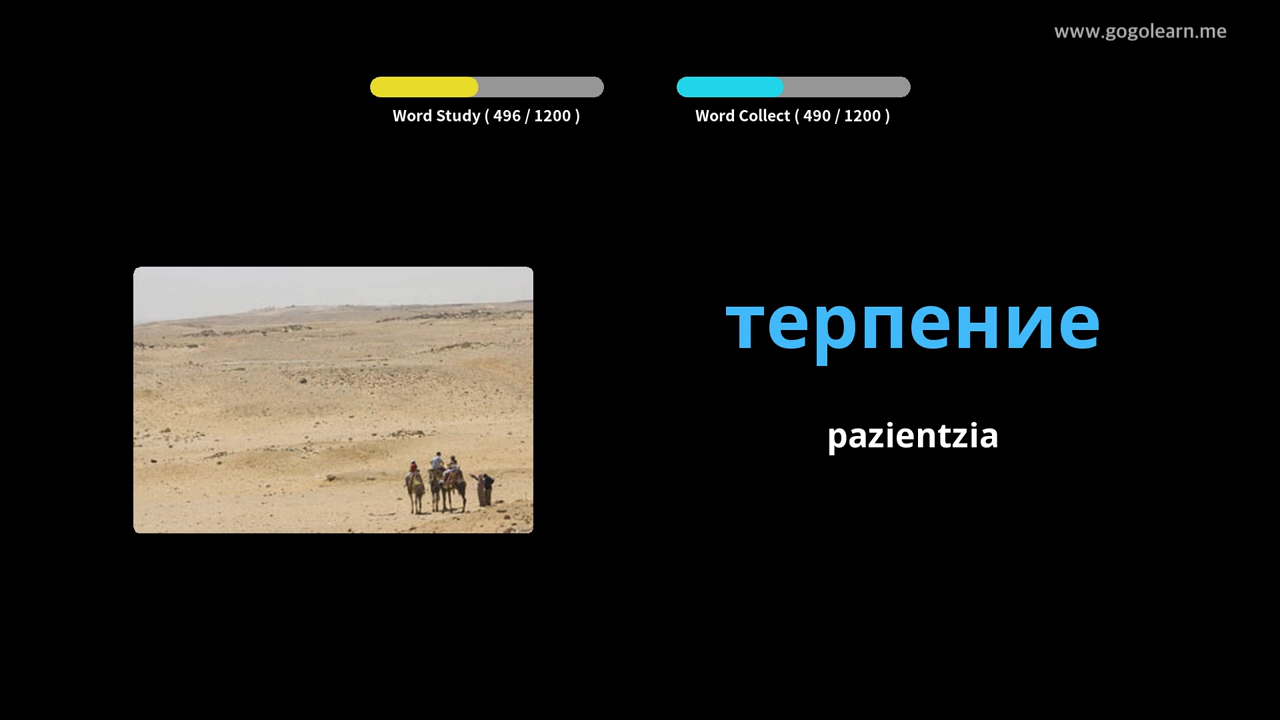 www.gogolearn.me
Word Study ( 496 / 1200 )
Word Collect ( 490 / 1200 )
терпение
pazientzia